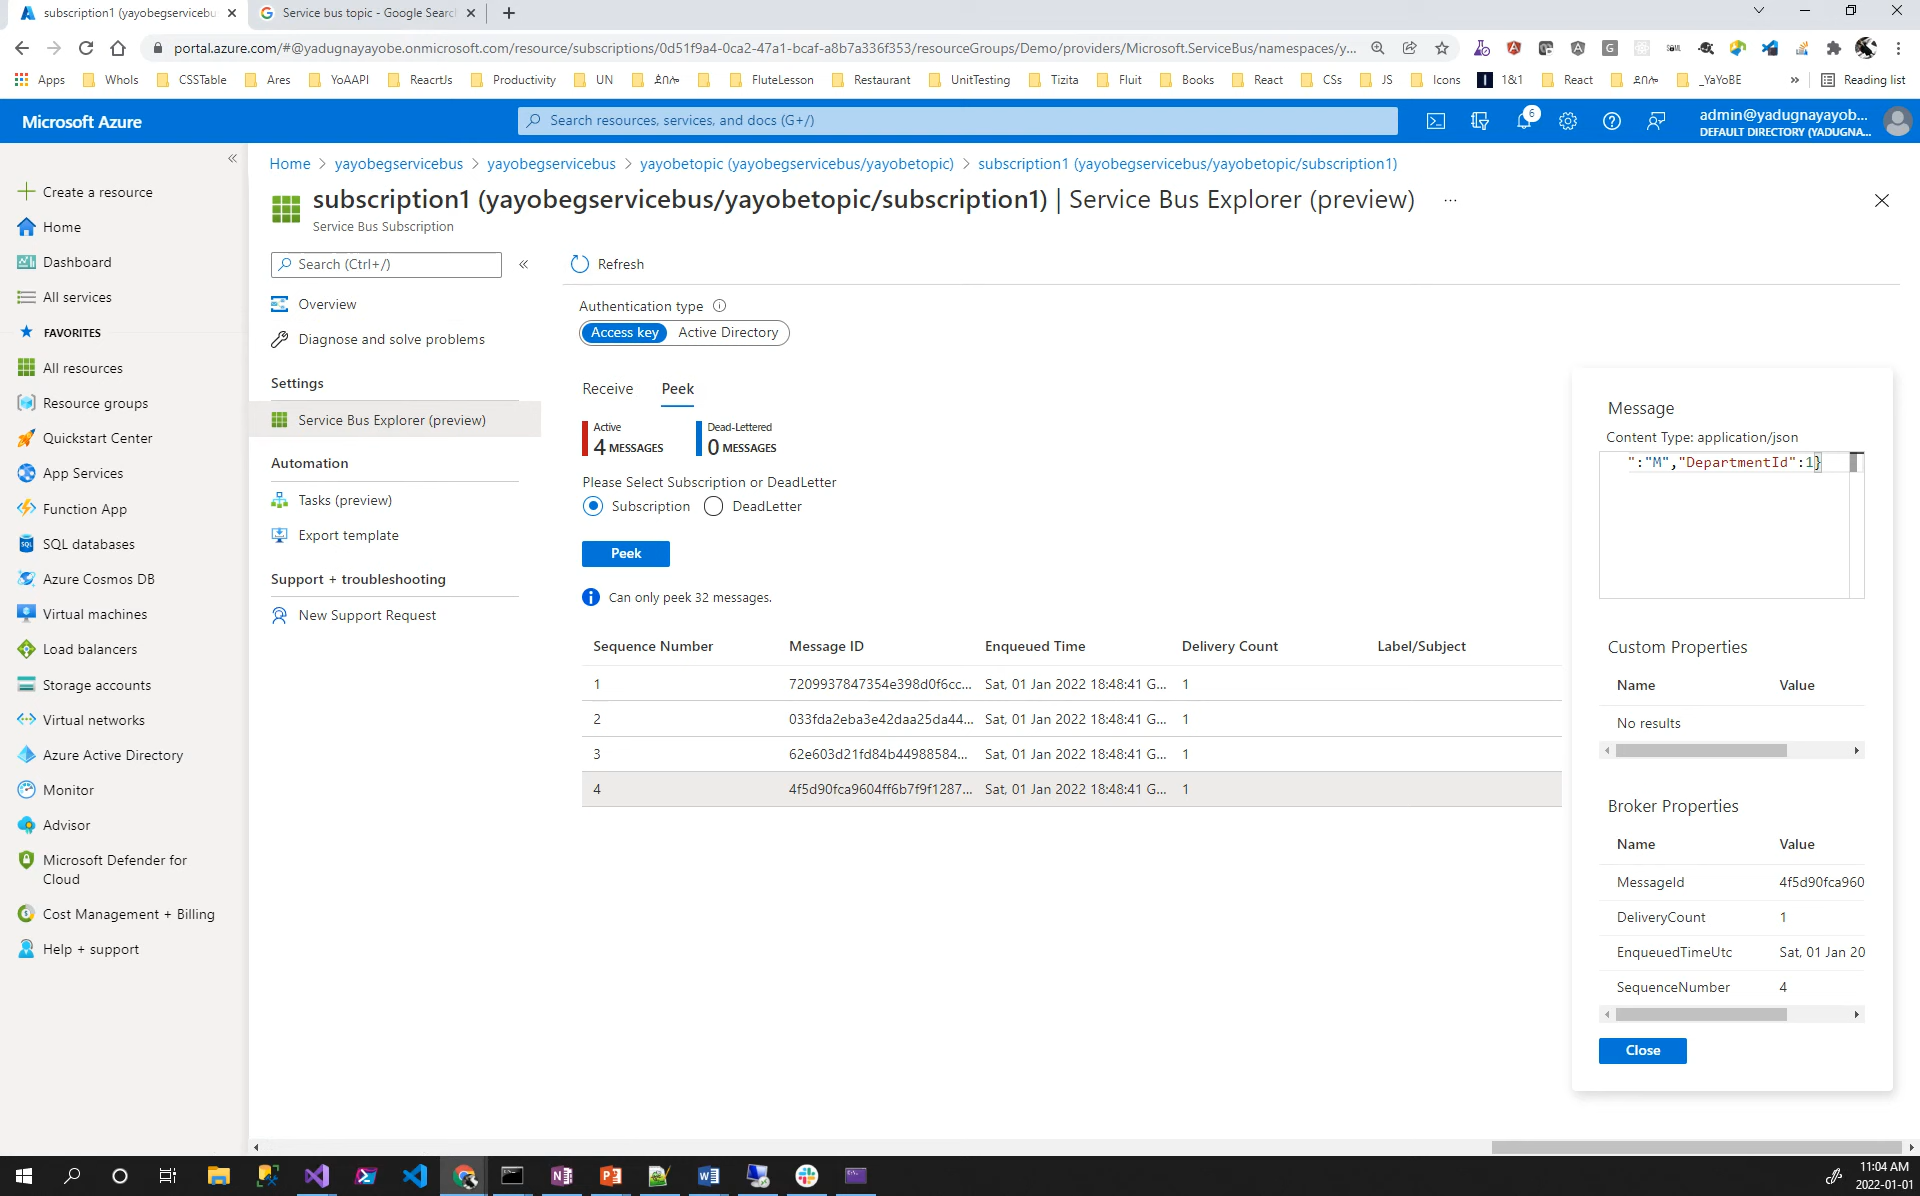 subscription1 (yayobegservicebu
Service bus topic - Google Searc
portal.azure.com/#@yadugnayayobe.onmicrosoft.com/resource/subscriptions/0d51f9a4-0ca2-47a1-bcaf-a8b7a336f353/resourceGroups/Demo/providers/Microsoft.ServiceBus/namespaces/y...
Apps
WhoIs
CSSTable
Ares
YoAAPI
ReacrtJs
Productivity
UN
FluteLesson
Restaurant
UnitTesting
Tizita
Fluit
Books
React
CSs
JS
Icons
1&1
React
_YaYoBE
»
Reading list
Microsoft Azure
Search resources, services, and docs (G+/)
6
admin@yadugnayayob...
DEFAULT DIRECTORY (YADUGNA...
Home > yayobegservicebus > yayobegservicebus > yayobetopic (yayobegservicebus/yayobetopic) > subscription1 (yayobegservicebus/yayobetopic/subscription1)
subscription1 (yayobegservicebus/yayobetopic/subscription1) | Service Bus Explorer (preview) ...
Service Bus Subscription
«
Create a resource
Home
Dashboard
All services
FAVORITES
All resources
Resource groups
Quickstart Center
App Services
Function App
SQL databases
Azure Cosmos DB
Virtual machines
Load balancers
Storage accounts
Virtual networks
Azure Active Directory
Monitor
Advisor
Microsoft Defender for
Cloud
Cost Management + Billing
Help + support
Search (Ctrl+/)
«
Overview
Diagnose and solve problems
Settings
Service Bus Explorer (preview)
Automation
Tasks (preview)
Export template
Support + troubleshooting
New Support Request
Refresh
Authentication type
Access key Active Directory
Receive Peek
Active Dead-Lettered
4 MESSAGES 0 MESSAGES
Please Select Subscription or DeadLetter
Subscription DeadLetter
Peek
Can only peek 32 messages.
Sequence Number Message ID Enqueued Time Delivery Count Label/Subject
1 7209937847354e398d0f6cc... Sat, 01 Jan 2022 18:48:41 G... 1
2 033fda2eba3e42daa25da44... Sat, 01 Jan 2022 18:48:41 G... 1
3 62e603d21fd84b44988584... Sat, 01 Jan 2022 18:48:41 G... 1
4 4f5d90fca9604ff6b7f9f1287... Sat, 01 Jan 2022 18:48:41 G... 1
Message
Content Type: application/json
":"M","DepartmentId":1}
Custom Properties
Name Value
No results
Broker Properties
Name Value
MessageId 4f5d90fca960
DeliveryCount 1
EnqueuedTimeUtc Sat, 01 Jan 20
SequenceNumber 4
Close
11:04 AM
2022-01-01